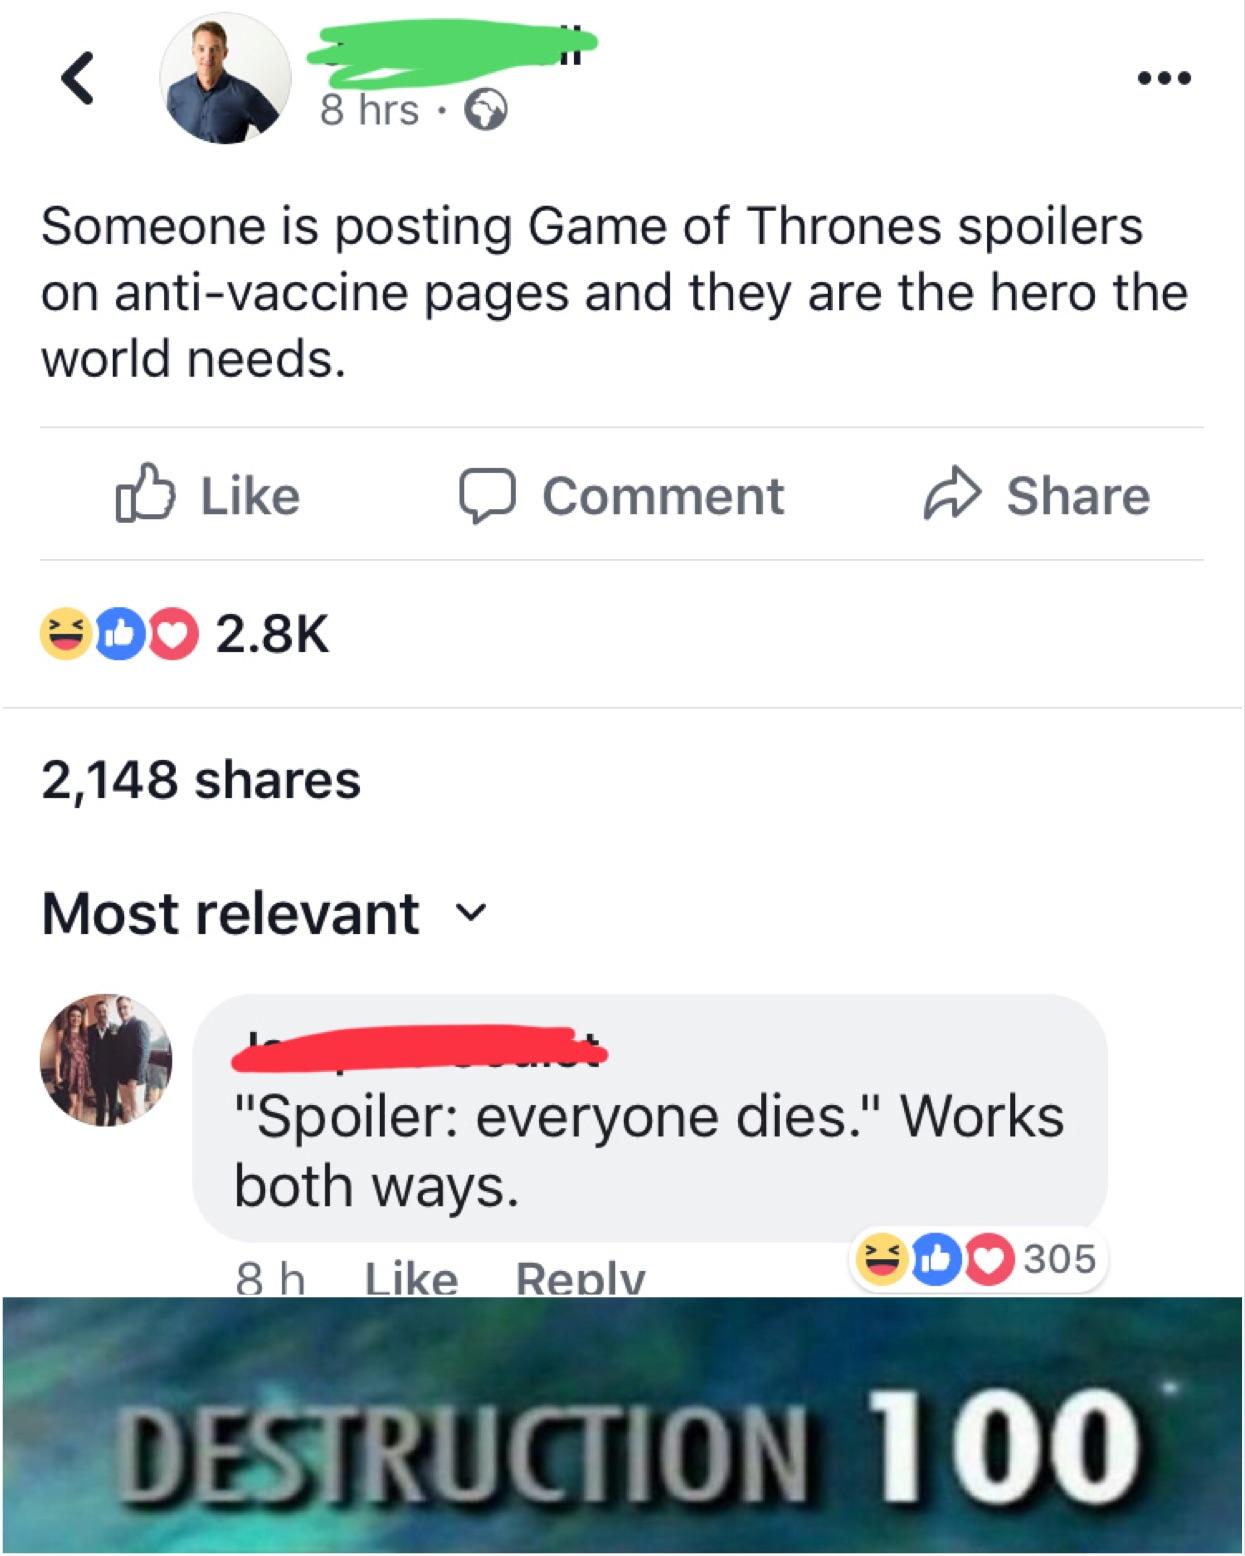 8 hrs ·
Someone is posting Game of Thrones spoilers
on anti-vaccine pages and they are the hero the
world needs.
Like Comment Share
2.8K
2,148 shares
Most relevant
"Spoiler: everyone dies." Works
both ways.
8 h Like Reply 305
DESTRUCTION 100